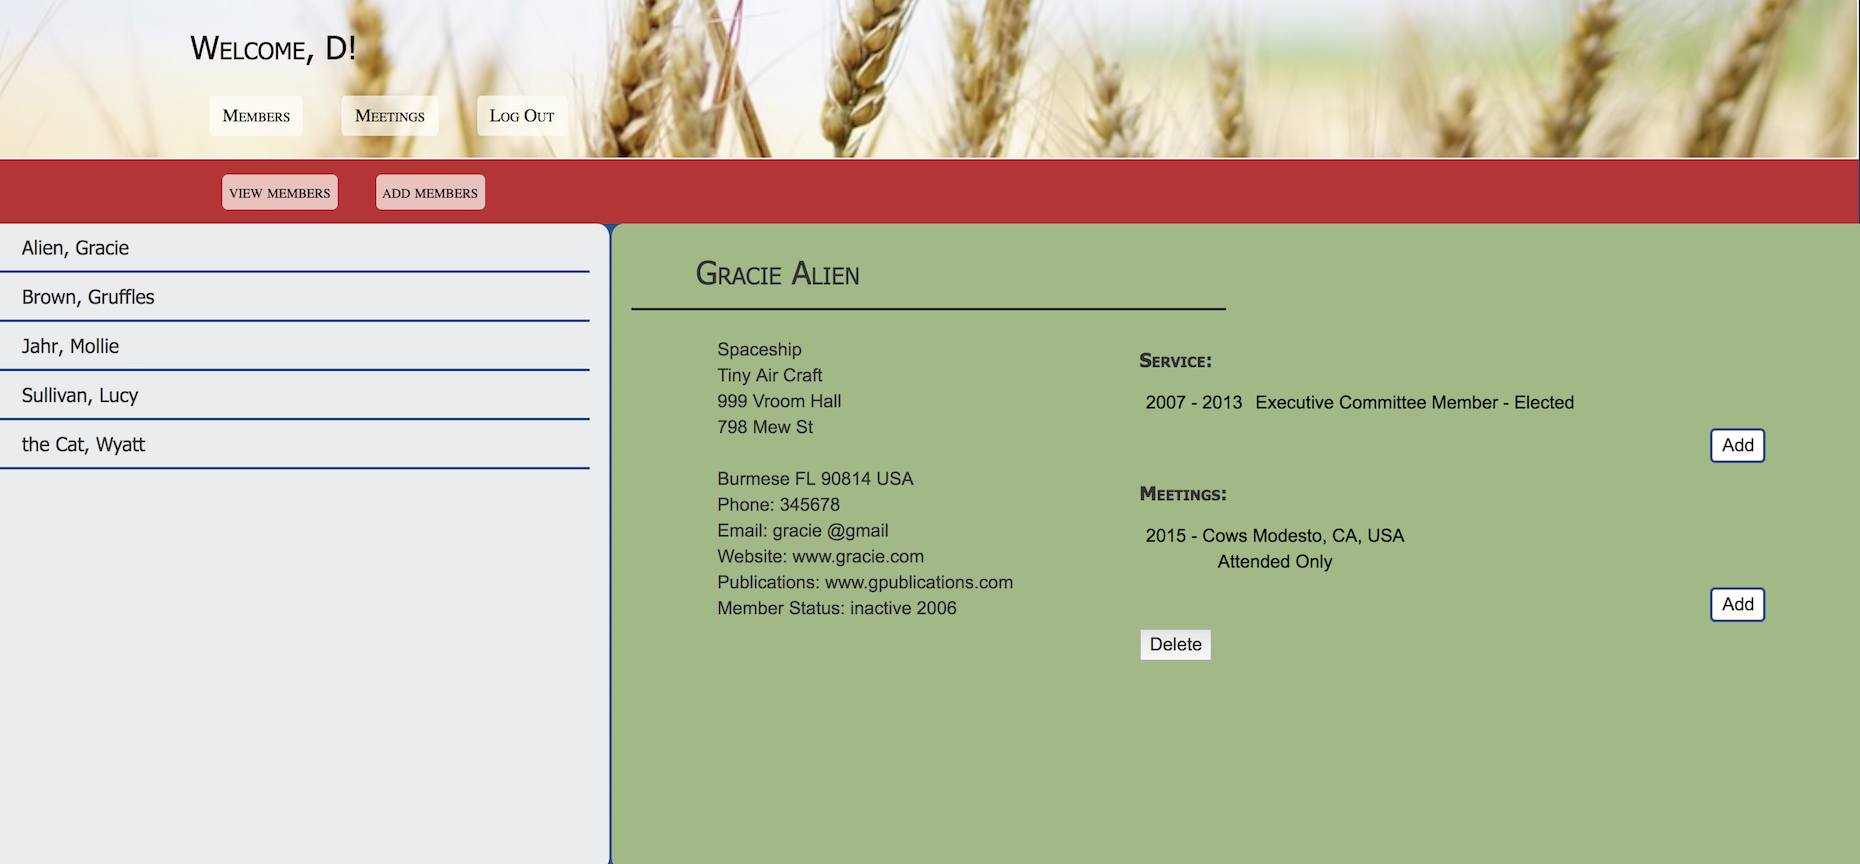 Welcome, D!
Members Meetings Log Out
view members add members
Alien, Gracie
Brown, Gruffles
Jahr, Mollie
Sullivan, Lucy
the Cat, Wyatt
Gracie Alien
Spaceship
Tiny Air Craft
999 Vroom Hall
798 Mew St
Burmese FL 90814 USA
Phone: 345678
Email: gracie @gmail
Website: www.gracie.com
Publications: www.gpublications.com
Member Status: inactive 2006
Service:
2007 - 2013 Executive Committee Member - Elected
Add
Meetings:
2015 - Cows Modesto, CA, USA
Attended Only
Add
Delete